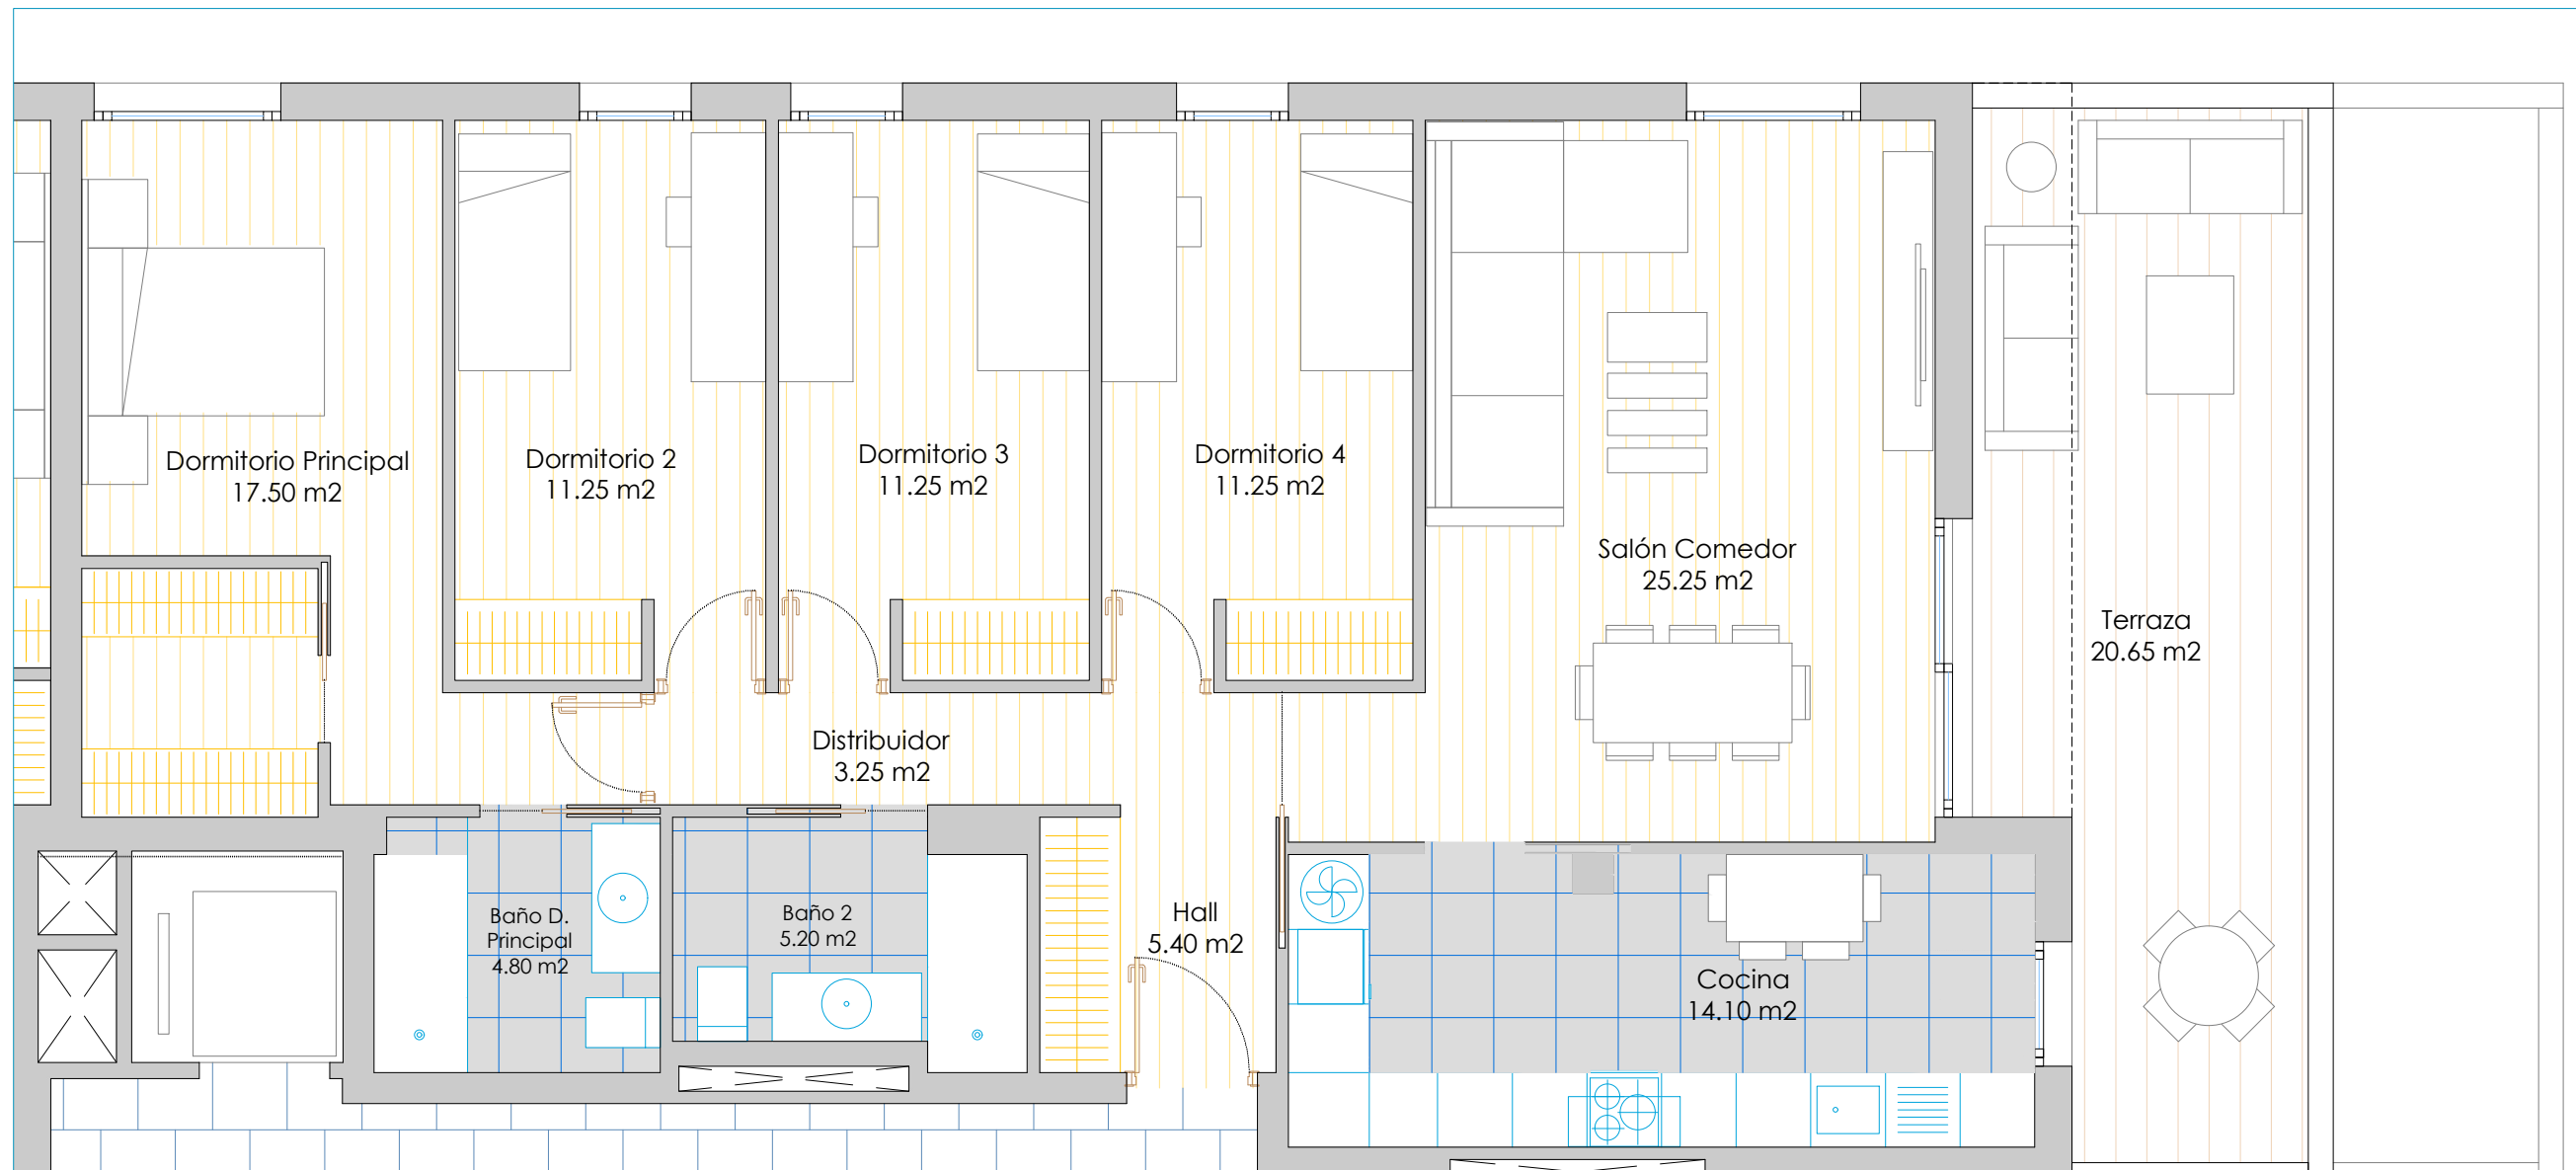 Dormitorio Principal
17.50 m2
Dormitorio 2
11.25 m2
Dormitorio 3
11.25 m2
Dormitorio 4
11.25 m2
Salón Comedor
25.25 m2
Terraza
20.65 m2
Distribuidor
3.25 m2
Baño D.
Principal
4.80 m2
Baño 2
5.20 m2
Hall
5.40 m2
Cocina
14.10 m2